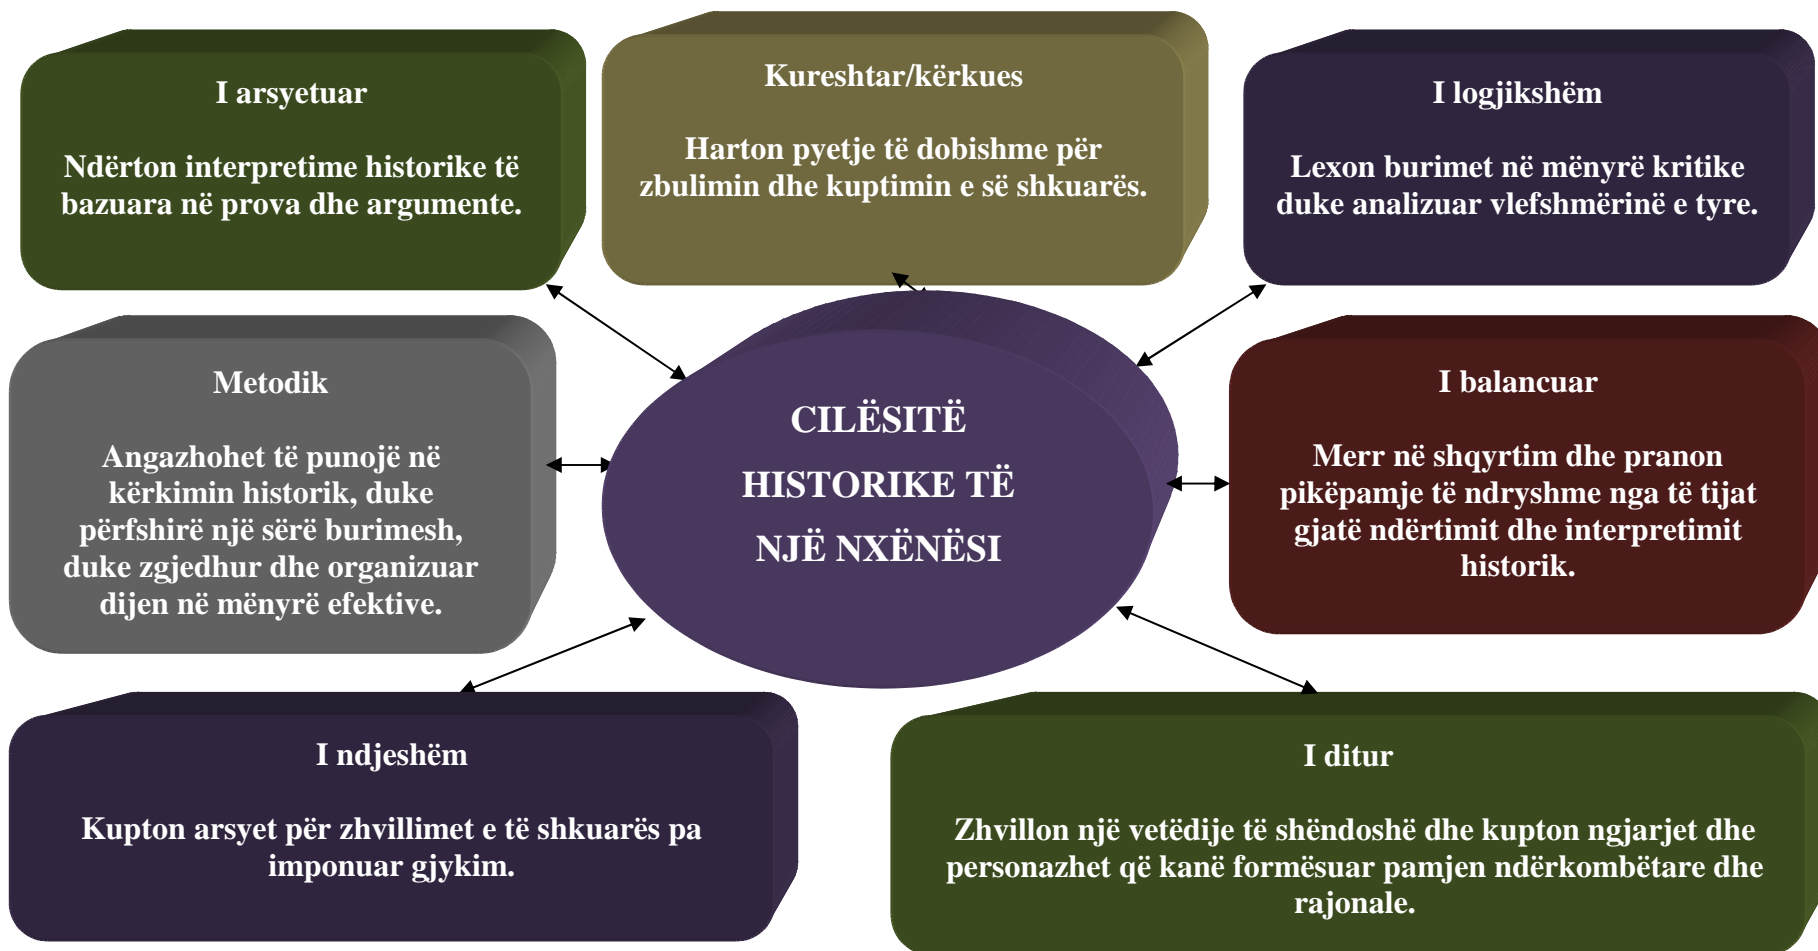 I arsyetuar
Ndërton interpretime historike të
bazuara në prova dhe argumente.
Kureshtar/kërkues
Harton pyetje të dobishme për
zbulimin dhe kuptimin e së shkuarës.
I logjikshëm
Lexon burimet në mënyrë kritike
duke analizuar vlefshmërinë e tyre.
Metodik
Angazhohet të punojë në
kërkimin historik, duke
përfshirë një sërë burimesh,
duke zgjedhur dhe organizuar
dijen në mënyrë efektive.
CILËSITË
HISTORIKE TË
NJË NXËNËSI
I balancuar
Merr në shqyrtim dhe pranon
pikëpamje të ndryshme nga të tijat
gjatë ndërtimit dhe interpretimit
historik.
I ndjeshëm
Kupton arsyet për zhvillimet e të shkuarës pa
imponuar gjykim.
I ditur
Zhvillon një vetëdije të shëndoshë dhe kupton ngjarjet dhe
personazhet që kanë formësuar pamjen ndërkombëtare dhe
rajonale.